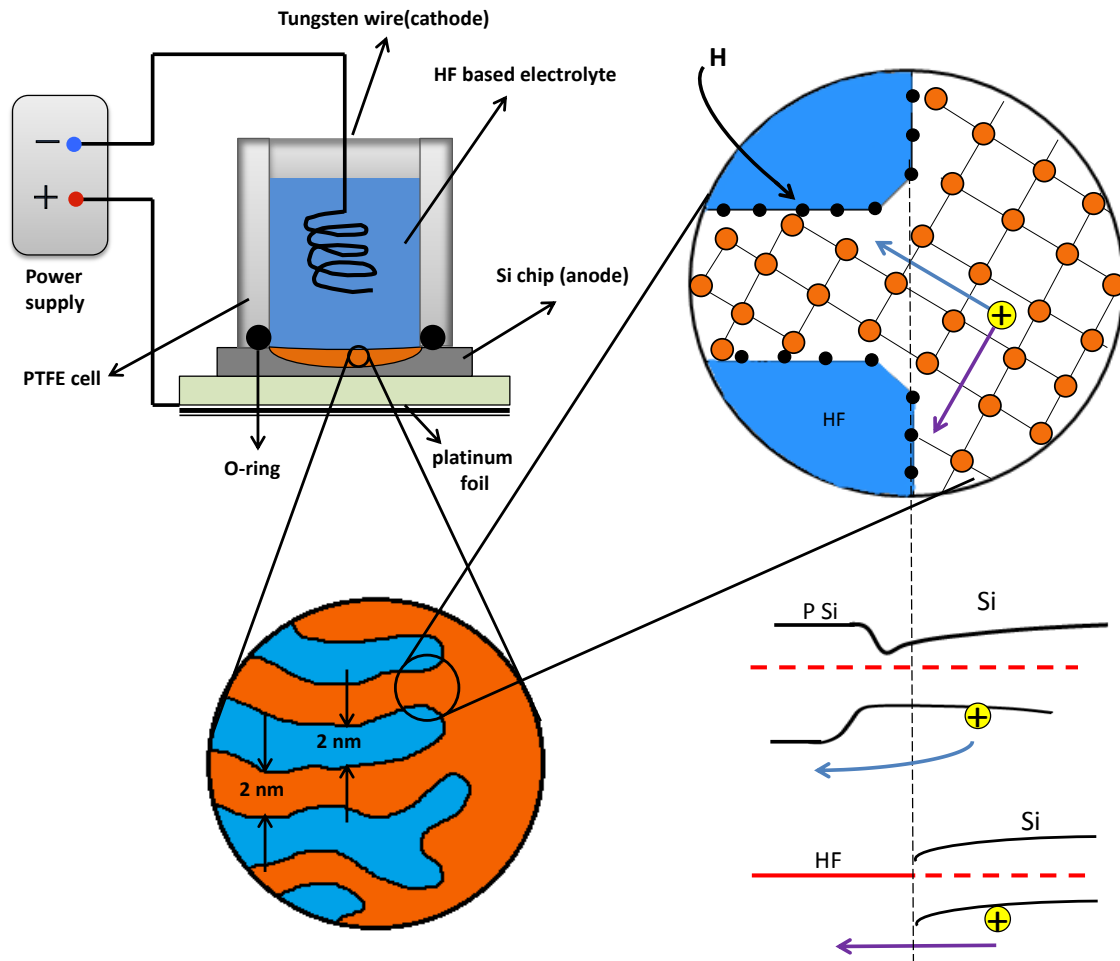 Tungsten wire(cathode)
HF based electrolyte
−
+
Power
supply
Si chip (anode)
PTFE cell
O-ring
platinum
foil
H
+
HF
2 nm
2 nm
P Si
Si
+
Si
HF
+